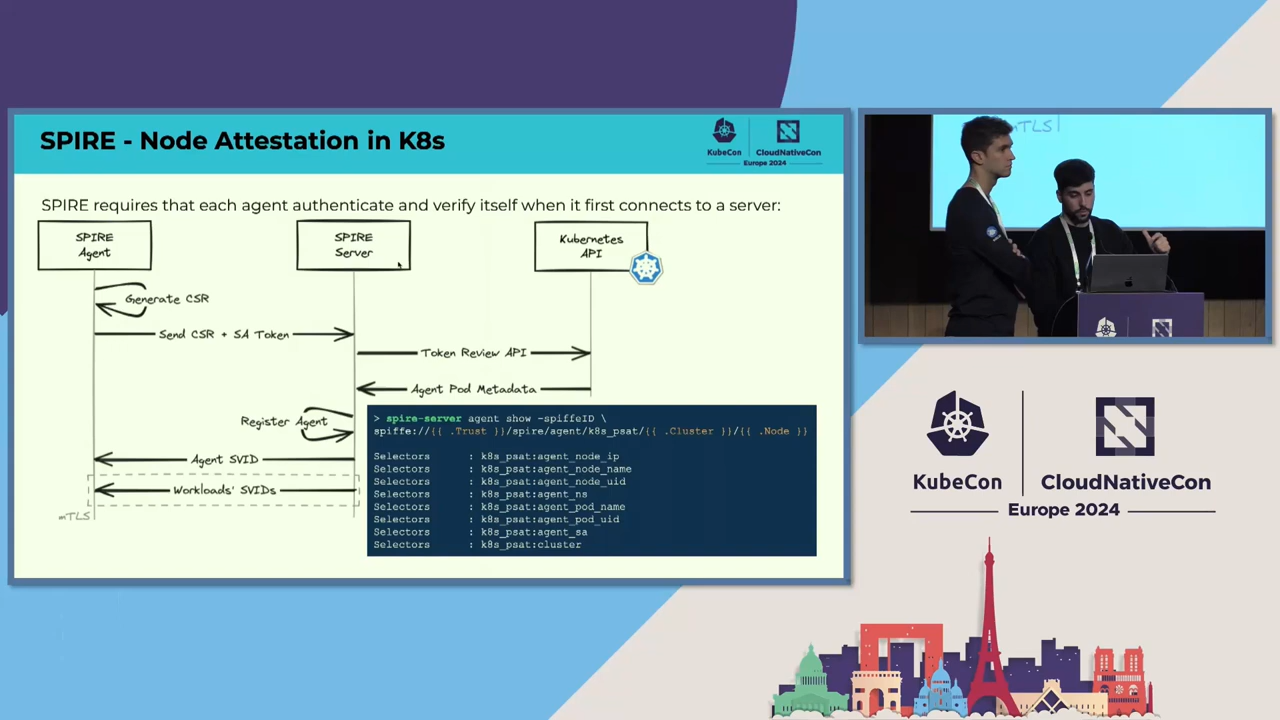 SPIRE - Node Attestation in K8s
KubeCon
CloudNativeCon
Europe 2024
SPIRE requires that each agent authenticate and verify itself when it first connects to a server:
SPIRE
Agent
SPIRE
Server
Kubernetes
API
Generate CSR
Send CSR + SA Token
Token Review API
Agent Pod Metadata
Register Agent
Agent SVID
Workloads' SVIDs
mTLS
> spire-server agent show -spiffeID \
spiffe://{{ .Trust }}/spire/agent/k8s_psat/{{ .Cluster }}/{{ .Node }}
Selectors : k8s_psat:agent_node_ip
Selectors : k8s_psat:agent_node_name
Selectors : k8s_psat:agent_node_uid
Selectors : k8s_psat:agent_ns
Selectors : k8s_psat:agent_pod_name
Selectors : k8s_psat:agent_pod_uid
Selectors : k8s_psat:agent_sa
Selectors : k8s_psat:cluster
mTLS
KubeCon
CloudNativeCon
Europe 2024